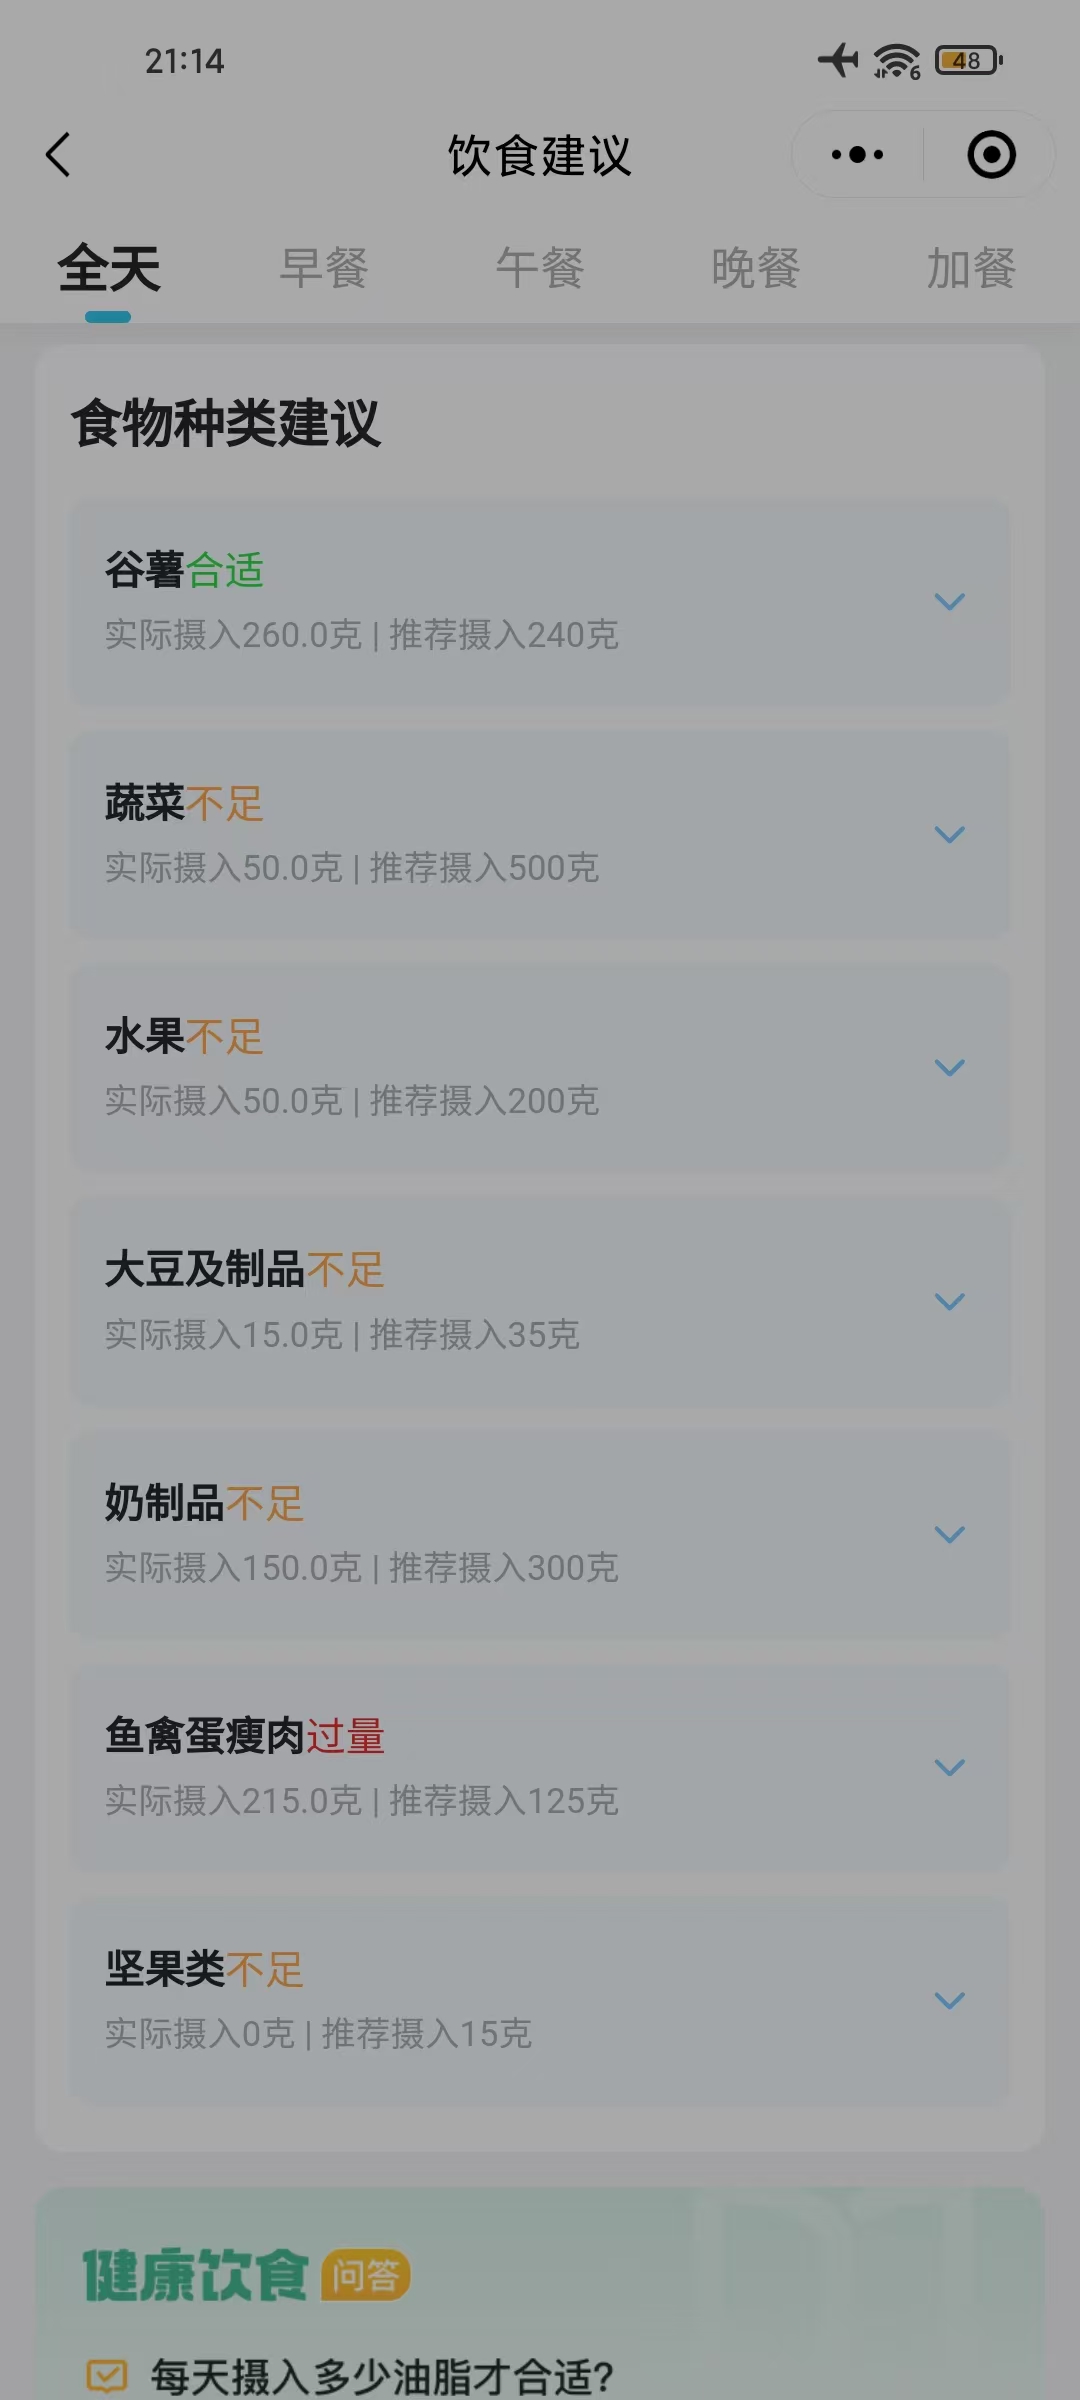 21:14
6
48
饮食建议
全天 早餐 午餐 晚餐 加餐
食物种类建议
谷薯合适
实际摄入260.0克 | 推荐摄入240克
蔬菜不足
实际摄入50.0克 | 推荐摄入500克
水果不足
实际摄入50.0克 | 推荐摄入200克
大豆及制品不足
实际摄入15.0克 | 推荐摄入35克
奶制品不足
实际摄入150.0克 | 推荐摄入300克
鱼禽蛋瘦肉过量
实际摄入215.0克 | 推荐摄入125克
坚果类不足
实际摄入0克 | 推荐摄入15克
健康饮食 问答
每天摄入多少油脂才合适?